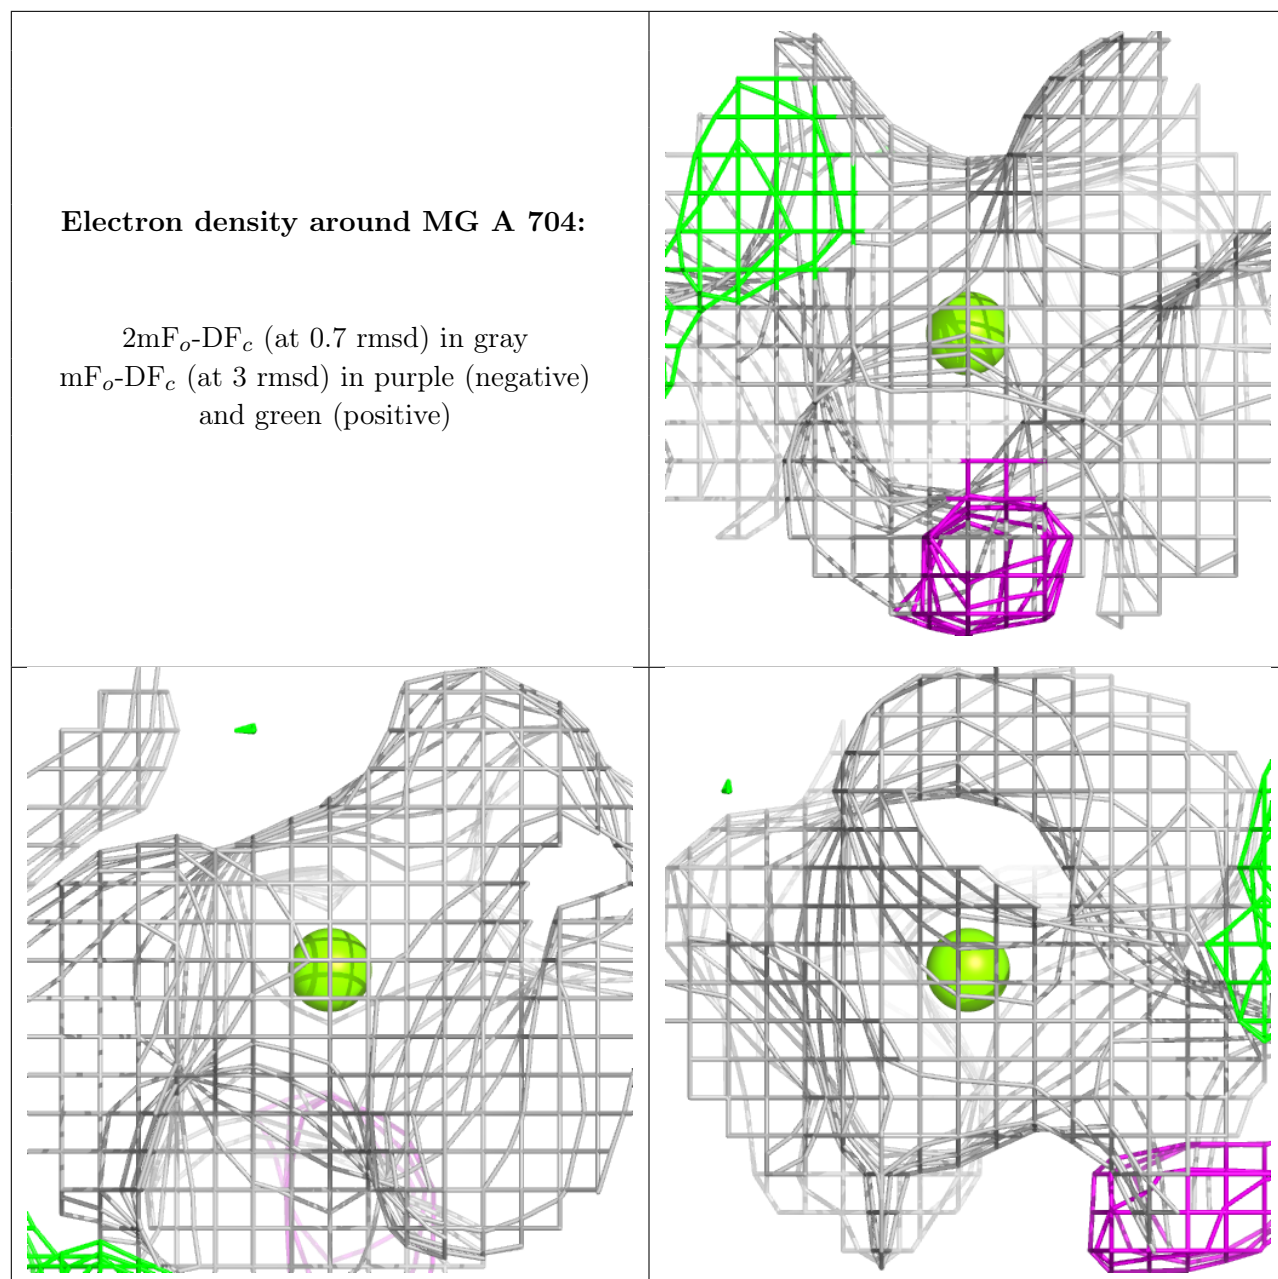 Electron density around MG A 704:
2mFo-DFc (at 0.7 rmsd) in gray
mFo-DFc (at 3 rmsd) in purple (negative)
and green (positive)